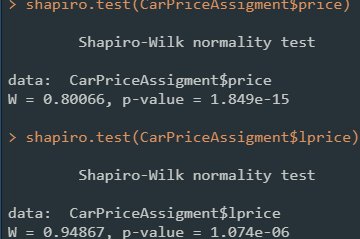 > shapiro.test(CarPriceAssigment$price)
Shapiro-Wilk normality test
data:  CarPriceAssigment$price
W = 0.80066, p-value = 1.849e-15
> shapiro.test(CarPriceAssigment$lprice)
Shapiro-Wilk normality test
data:  CarPriceAssigment$lprice
W = 0.94867, p-value = 1.074e-06